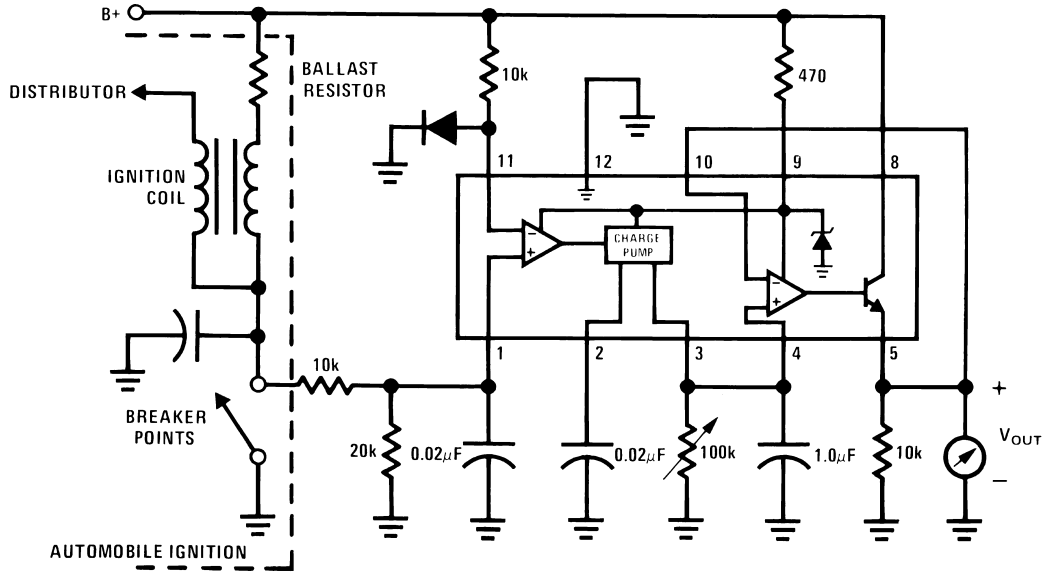 B+
BALLAST
RESISTOR
DISTRIBUTOR
IGNITION
COIL
10k
470
11
12
10
9
8
CHARGE
PUMP
−
+
−
+
1
2
3
4
5
10k
BREAKER
POINTS
20k
0.02μF
0.02μF
100k
1.0μF
10k
+
VOUT
−
AUTOMOBILE IGNITION